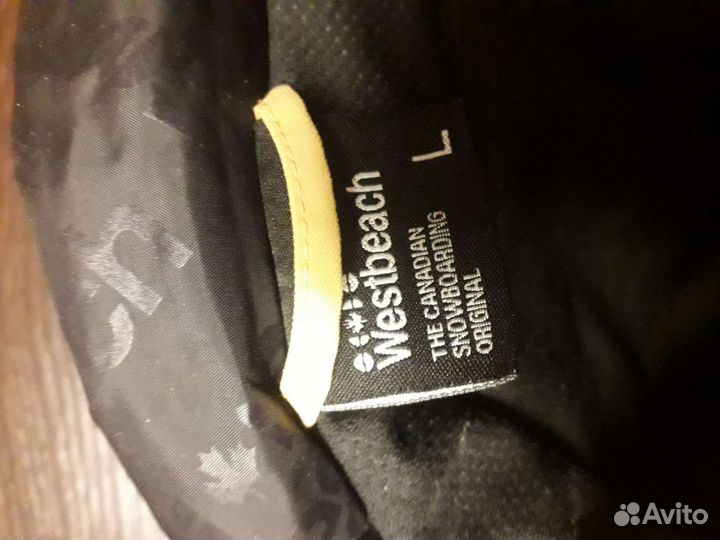 Westbeach
THE CANADIAN
SNOWBOARDING
ORIGINAL
L
Avito